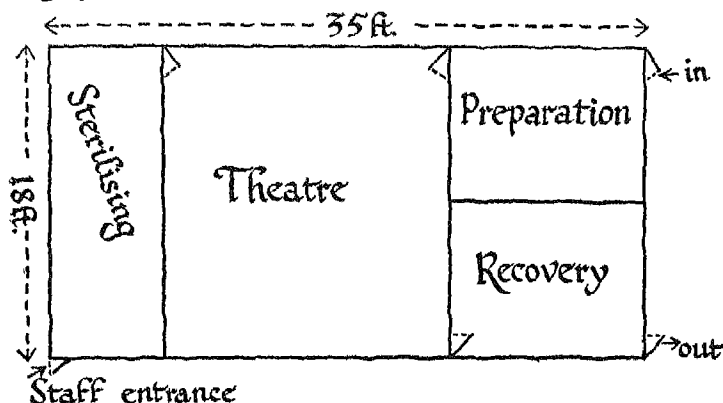 35ft.
in
Sterilising
Preparation
18ft.
Theatre
Recovery
out
Staff entrance